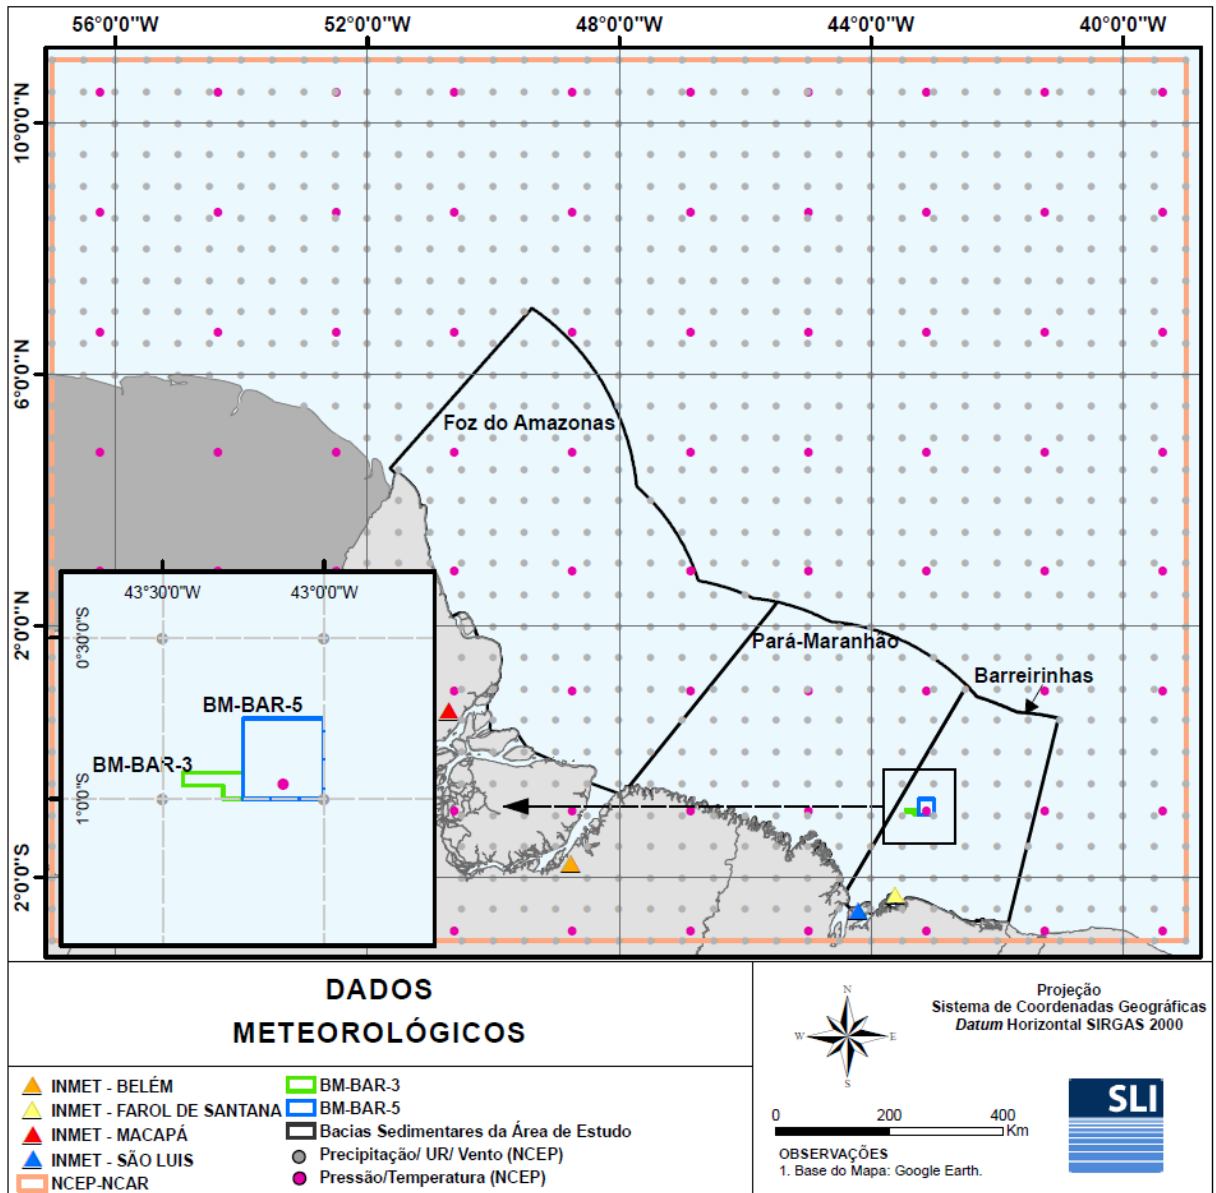 56°0'0"W 52°0'0"W 48°0'0"W 44°0'0"W 40°0'0"W
10°0'0"N
6°0'0"N
2°0'0"N
2°0'0"S
Foz do Amazonas
Pará-Maranhão
Barreirinhas
43°30'0"W 43°0'0"W
0°30'0"S
1°0'0"S
BM-BAR-5
BM-BAR-3
DADOS
METEOROLÓGICOS
INMET - BELÉM
INMET - FAROL DE SANTANA
INMET - MACAPÁ
INMET - SÃO LUIS
NCEP-NCAR
BM-BAR-3
BM-BAR-5
Bacias Sedimentares da Área de Estudo
Precipitação/ UR/ Vento (NCEP)
Pressão/Temperatura (NCEP)
N
W E
S
Projeção
Sistema de Coordenadas Geográficas
Datum Horizontal SIRGAS 2000
0 200 400
Km
OBSERVAÇÕES
1. Base do Mapa: Google Earth.
SLI